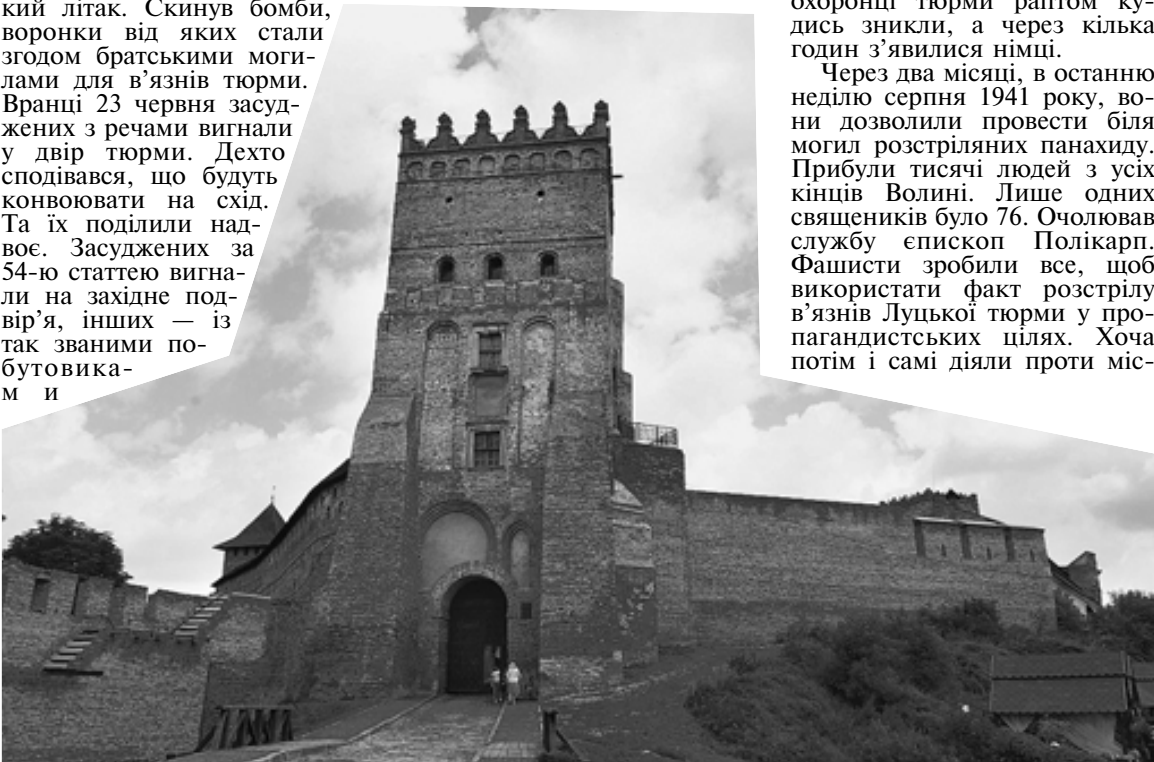 кий літак. Скинув бомби,
воронки від яких стали
згодом братськими моги-
лами для в'язнів тюрми.
Вранці 23 червня засуд-
жених з речами вигнали
у двір тюрми. Дехто
сподівався, що будуть
конвоювати на схід.
Та їх поділили над-
воє. Засуджених за
54-ю статтею вигна-
ли на західне под-
вір'я, інших — із
так званими по-
бутовика-
м и
охоронці тюрми раптом ку-
дись зникли, а через кілька
годин з'явилися німці.
Через два місяці, в останню
неділю серпня 1941 року, во-
ни дозволили провести біля
могил розстріляних панахиду.
Прибули тисячі людей з усіх
кінців Волині. Лише одних
священиків було 76. Очолював
службу єпископ Полікарп.
Фашисти зробили все, щоб
використати факт розстрілу
в'язнів Луцької тюрми у про-
пагандистських цілях. Хоча
потім і самі діяли проти міс-